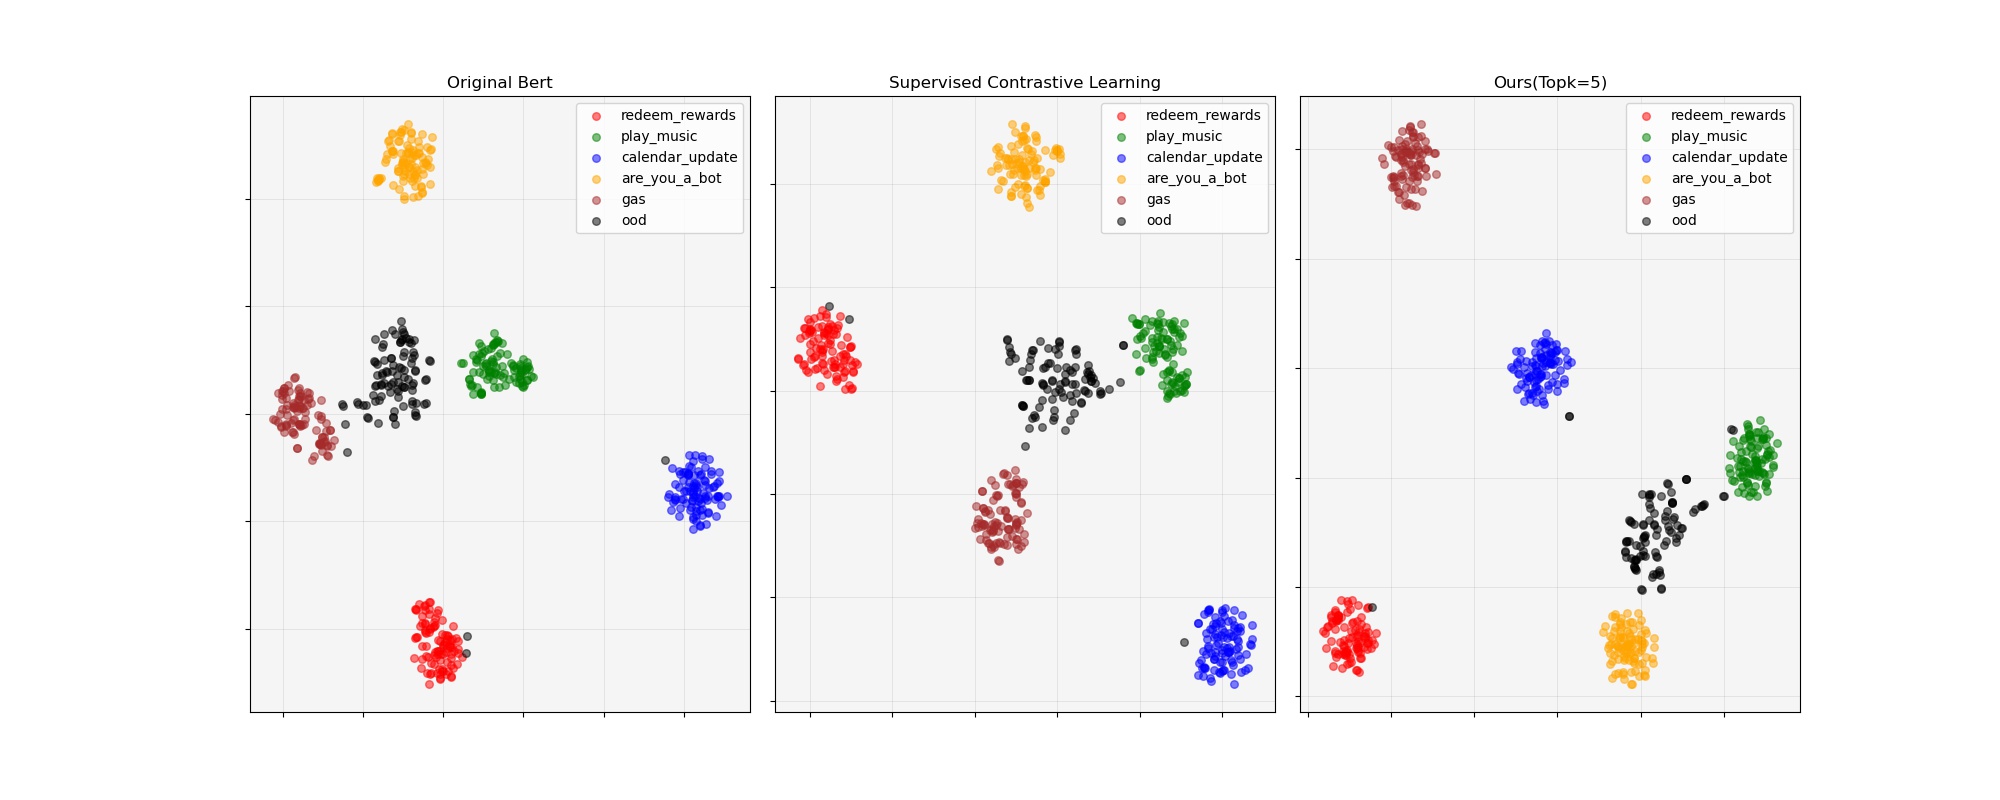 Original Bert
redeem_rewards
play_music
calendar_update
are_you_a_bot
gas
ood
Supervised Contrastive Learning
redeem_rewards
play_music
calendar_update
are_you_a_bot
gas
ood
Ours(Topk=5)
redeem_rewards
play_music
calendar_update
are_you_a_bot
gas
ood